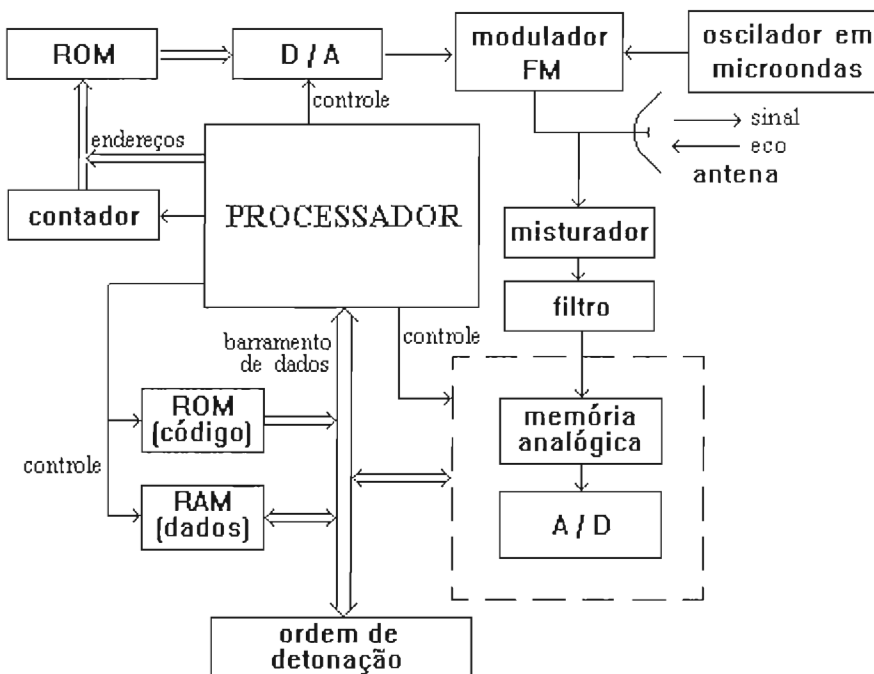 ROM
D / A
modulador
FM
oscilador em
microondas
controle
sinal
eco
antena
endereços
contador
PROCESSADOR
misturador
filtro
controle
barramento
de dados
ROM
(código)
memória
analógica
controle
RAM
(dados)
A / D
ordem de
detonação